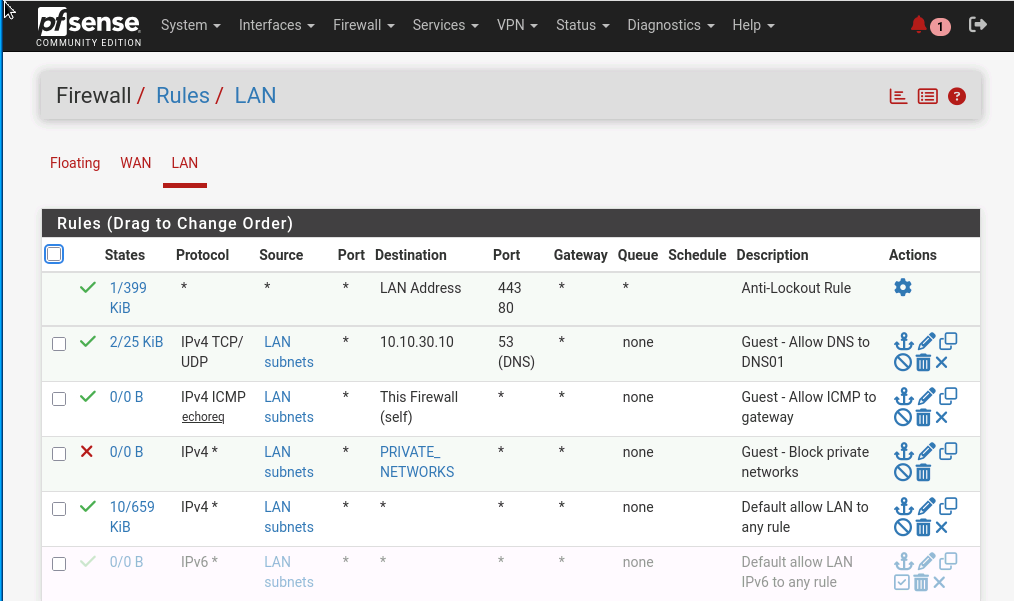 pfsense System Interfaces Firewall Services VPN Status Diagnostics Help 1
COMMUNITY EDITION
Firewall / Rules / LAN ?
Floating WAN LAN
Rules (Drag to Change Order)
States Protocol Source Port Destination Port Gateway Queue Schedule Description Actions
1/399 * * * LAN Address 443 * * Anti-Lockout Rule
KiB 80
2/25 KiB IPv4 TCP/ LAN * 10.10.30.10 53 * none Guest - Allow DNS to
UDP subnets (DNS) DNS01
0/0 B IPv4 ICMP LAN * This Firewall * * none Guest - Allow ICMP to
echoreq subnets (self) gateway
0/0 B IPv4 * LAN * PRIVATE_ * * none Guest - Block private
subnets NETWORKS networks
10/659 IPv4 * LAN * * * * none Default allow LAN to
KiB subnets any rule
0/0 B IPv6 * LAN * * * * none Default allow LAN
subnets IPv6 to any rule